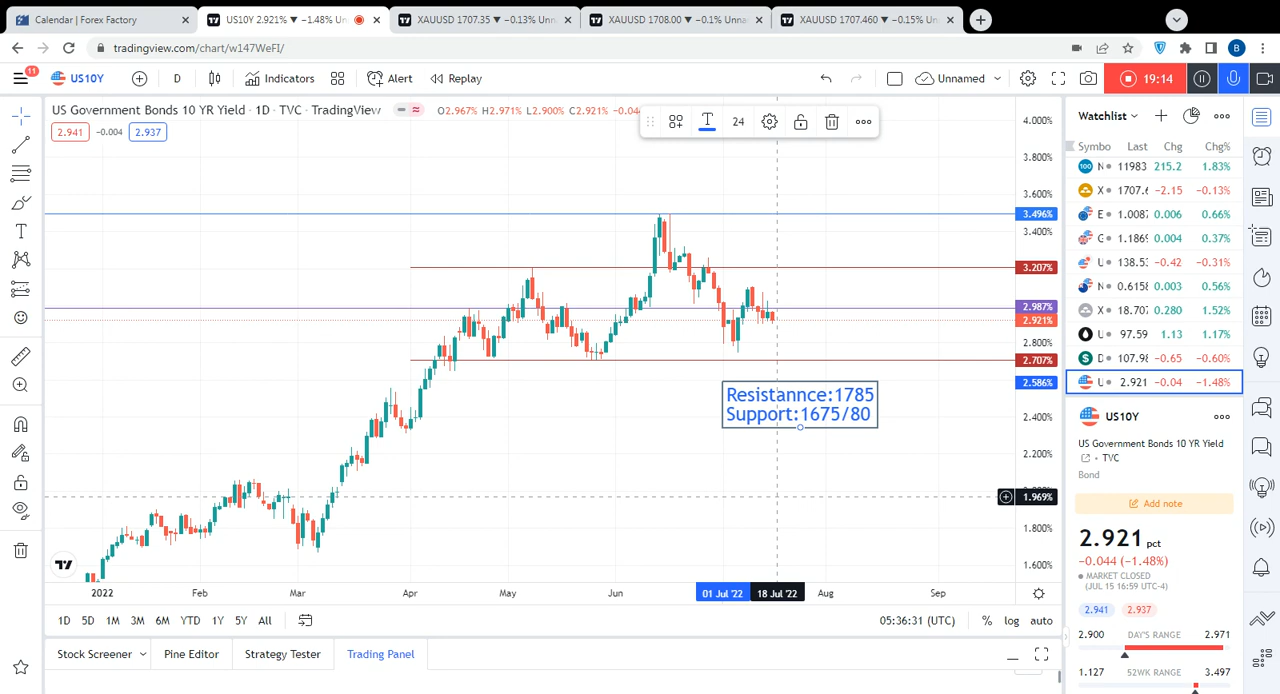 Calendar | Forex Factory
US10Y 2.921% ▼ −1.48% Un
XAUUSD 1707.35 ▼ −0.13% Unn
XAUUSD 1708.00 ▼ −0.1% Unna
XAUUSD 1707.460 ▼ −0.15% Un
tradingview.com/chart/w147WeFI/
B
11
US10Y
D
Indicators
Alert
Replay
Unnamed
19:14
US Government Bonds 10 YR Yield · 1D · TVC · TradingView
O2.967% H2.971% L2.900% C2.921% −0.04
2.941 −0.004 2.937
T 24
4.000%
3.800%
3.600%
3.496%
3.400%
3.207%
2.987%
2.921%
2.800%
2.707%
2.586%
2.400%
2.200%
1.969%
1.800%
1.600%
Resistannce:1785
Support:1675/80
2022 Feb Mar Apr May Jun 01 Jul '22 18 Jul '22 Aug Sep
1D 5D 1M 3M 6M YTD 1Y 5Y All
05:36:31 (UTC) % log auto
Stock Screener Pine Editor Strategy Tester Trading Panel
Watchlist
Symbo Last Chg Chg%
100 N 11983 215.2 1.83%
X 1707.6 −2.15 −0.13%
E 1.0087 0.006 0.66%
G 1.1869 0.004 0.37%
U 138.53 −0.42 −0.31%
N 0.6158 0.003 0.56%
X 18.707 0.280 1.52%
U 97.59 1.13 1.17%
D 107.98 −0.65 −0.60%
U 2.921 −0.04 −1.48%
US10Y
US Government Bonds 10 YR Yield
• TVC
Bond
Add note
2.921 pct
−0.044 (−1.48%)
MARKET CLOSED
(JUL 15 16:59 UTC-4)
2.941 2.937
2.900 DAY'S RANGE 2.971
1.127 52WK RANGE 3.497